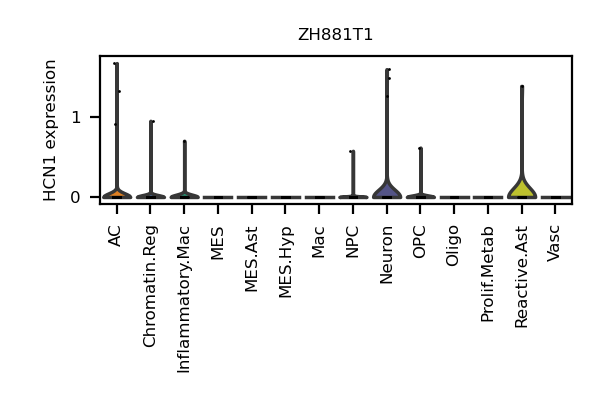 ZH881T1
HCN1 expression
1
0
AC
Chromatin.Reg
Inflammatory.Mac
MES
MES.Ast
MES.Hyp
Mac
NPC
Neuron
OPC
Oligo
Prolif.Metab
Reactive.Ast
Vasc